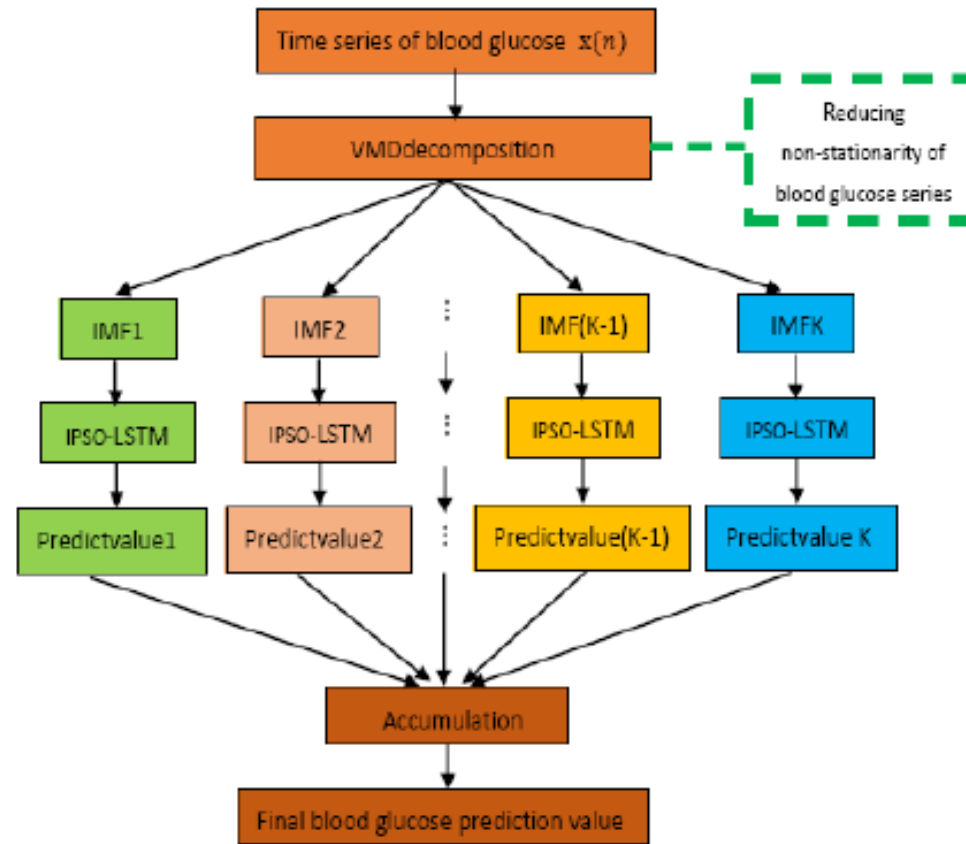 Time series of blood glucose x(n)
Reducing
non-stationarity of
blood glucose series
VMDdecomposition
IMF1
IMF2
⋮
IMF(K-1)
IMFK
IPSO-LSTM
IPSO-LSTM
⋮
IPSO-LSTM
IPSO-LSTM
Predictvalue1
Predictvalue2
⋮
Predictvalue(K-1)
Predictvalue K
Accumulation
Final blood glucose prediction value